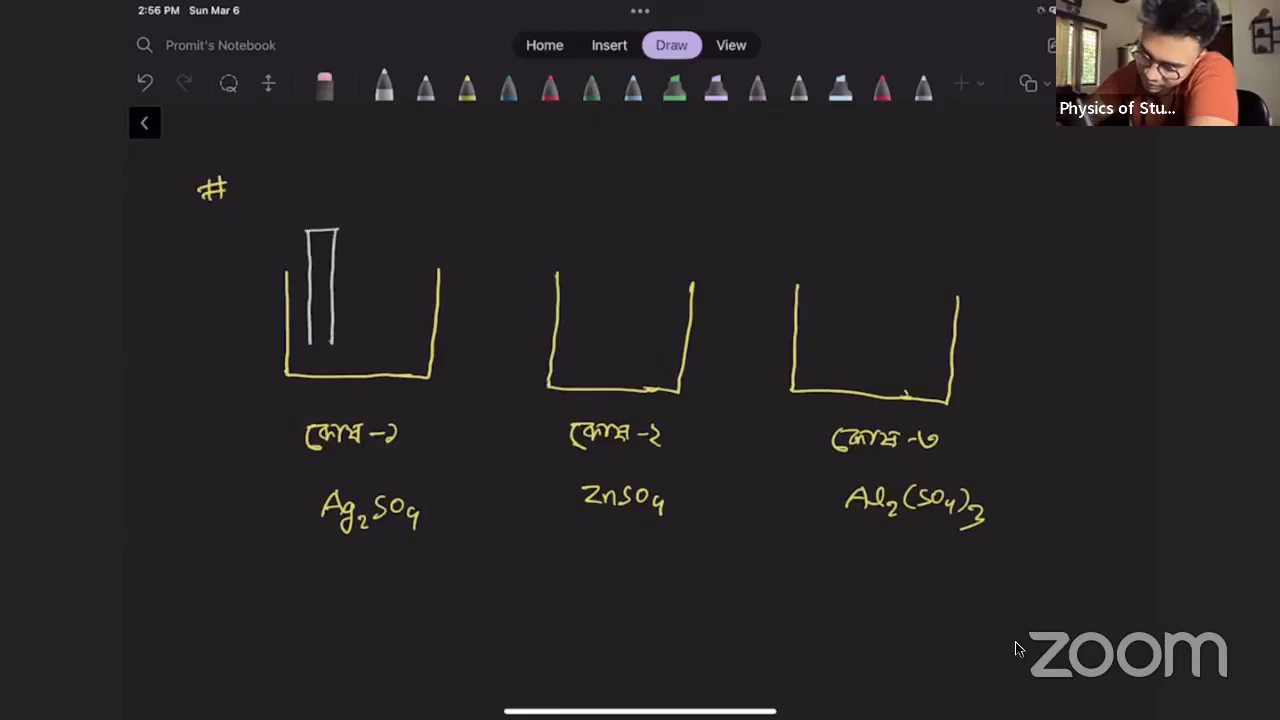 2:56 PM Sun Mar 6
Promit's Notebook
Home Insert Draw View
Physics of Stu...
#
কোষ -১ কোষ -২ কোষ -৩
Ag₂SO₄ ZnSO₄ Al₂(SO₄)₃
zoom